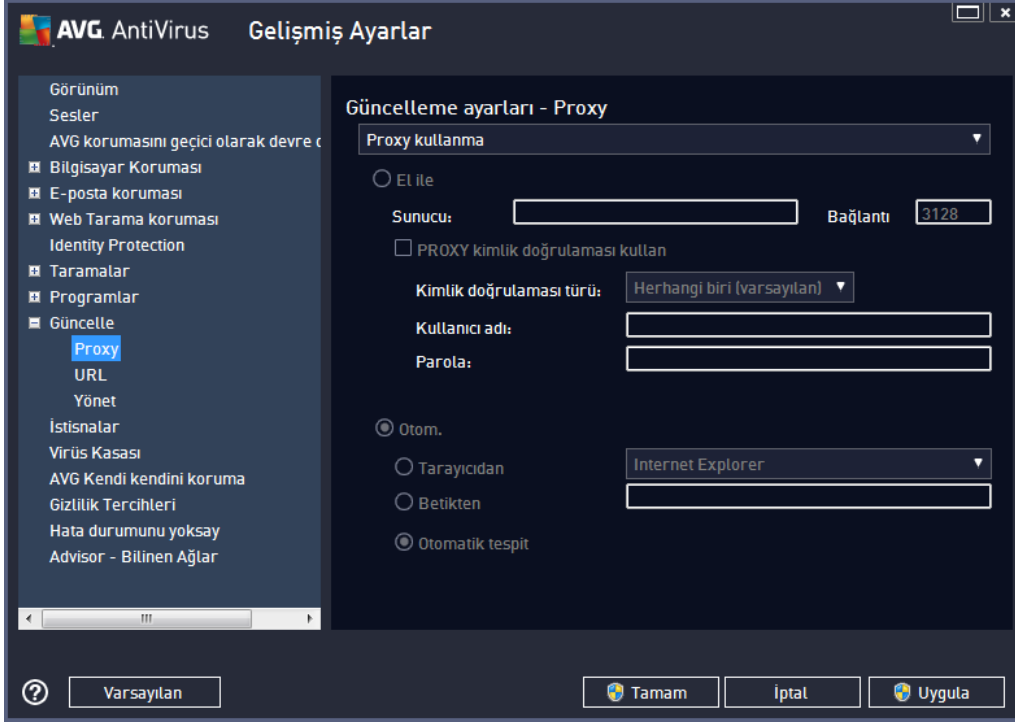 AVG AntiVirus Gelişmiş Ayarlar
Görünüm
Sesler
AVG korumasını geçici olarak devre
Bilgisayar Koruması
E-posta koruması
Web Tarama koruması
Identity Protection
Taramalar
Programlar
Güncelle
Proxy
URL
Yönet
İstisnalar
Virüs Kasası
AVG Kendi kendini koruma
Gizlilik Tercihleri
Hata durumunu yoksay
Advisor - Bilinen Ağlar
Güncelleme ayarları - Proxy
Proxy kullanma
El ile
Sunucu: Bağlantı 3128
PROXY kimlik doğrulaması kullan
Kimlik doğrulaması türü: Herhangi biri (varsayılan)
Kullanıcı adı:
Parola:
Otom.
Tarayıcıdan Internet Explorer
Betikten
Otomatik tespit
Varsayılan Tamam İptal Uygula